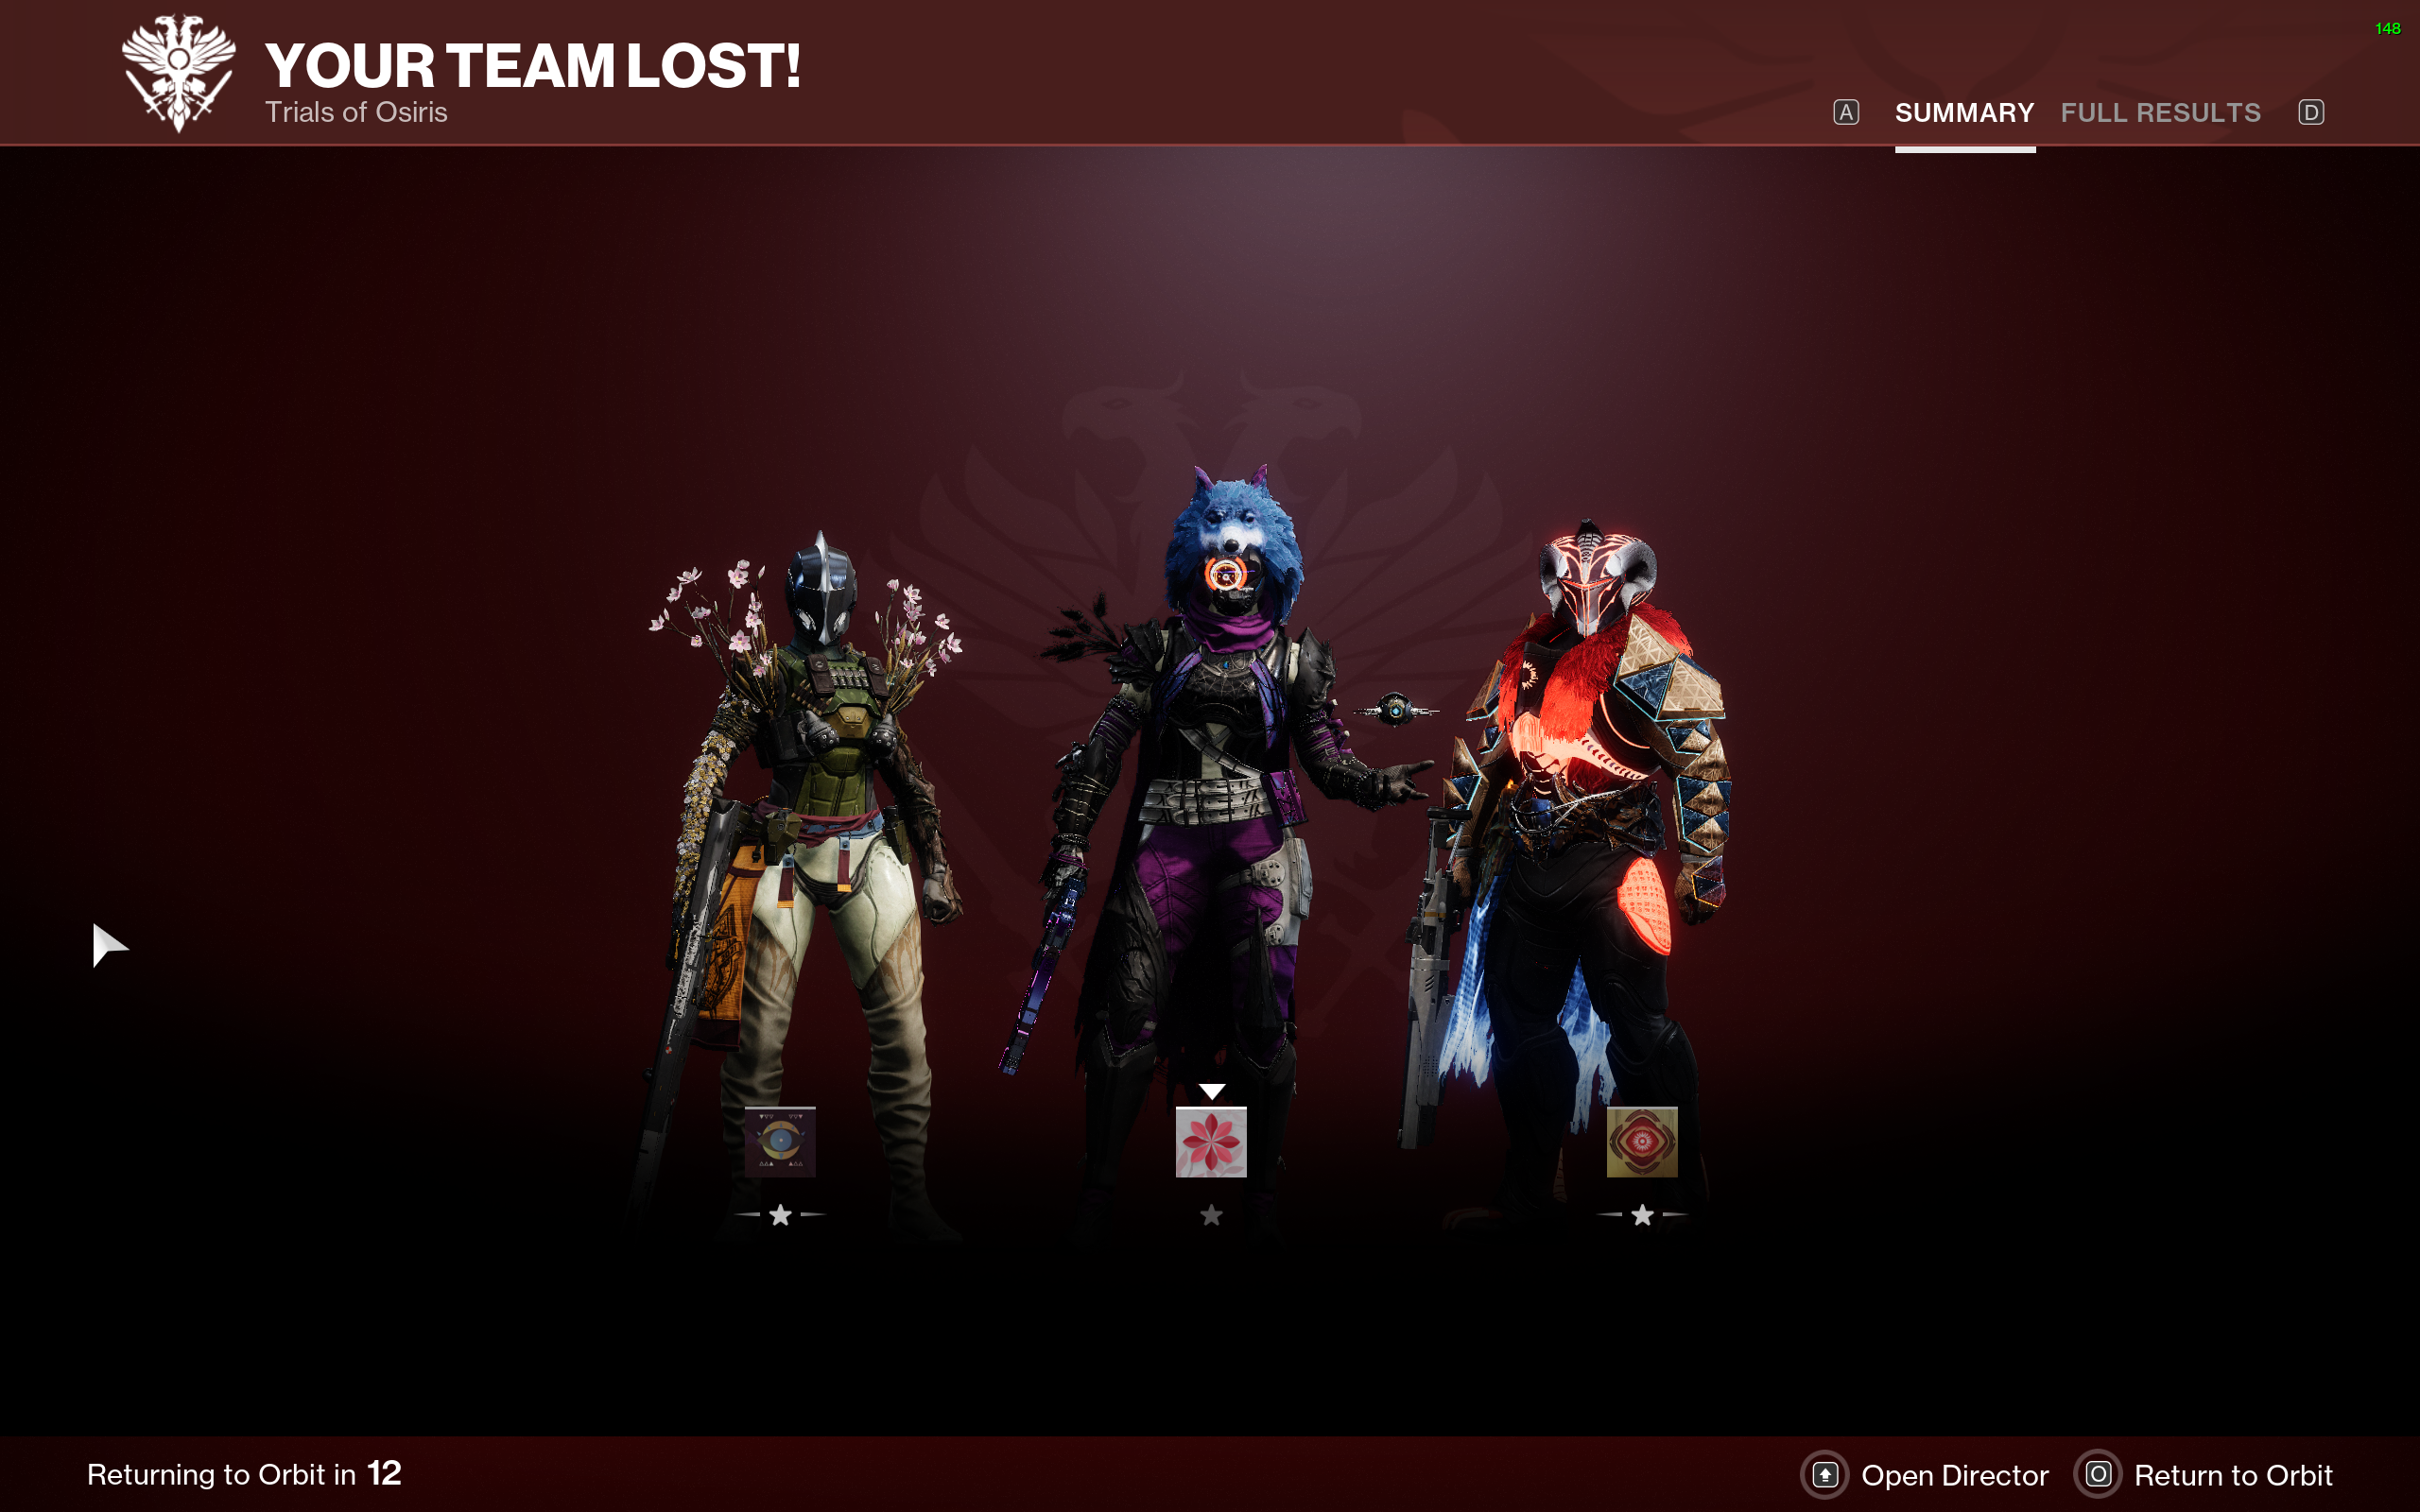 YOUR TEAM LOST!
Trials of Osiris
148
A SUMMARY FULL RESULTS D
Returning to Orbit in 12
Open Director O Return to Orbit